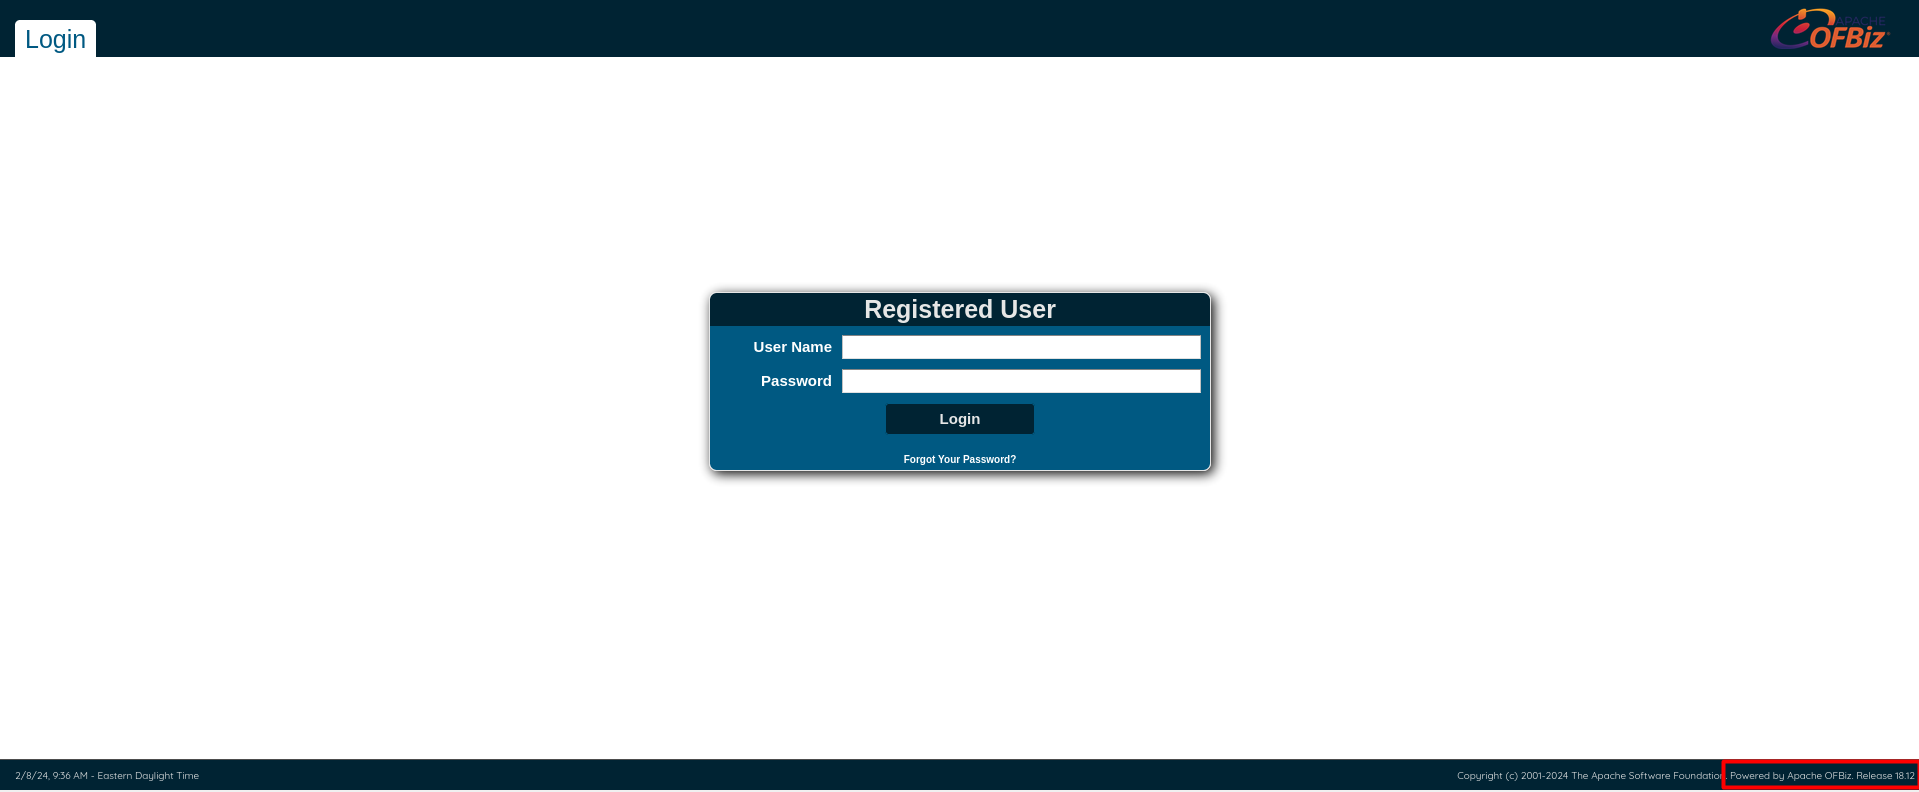 Login
APACHE
OFBiz
Registered User
User Name
Password
Login
Forgot Your Password?
2/8/24, 9:36 AM - Eastern Daylight Time
Copyright (c) 2001-2024 The Apache Software Foundation. Powered by Apache OFBiz. Release 18.12